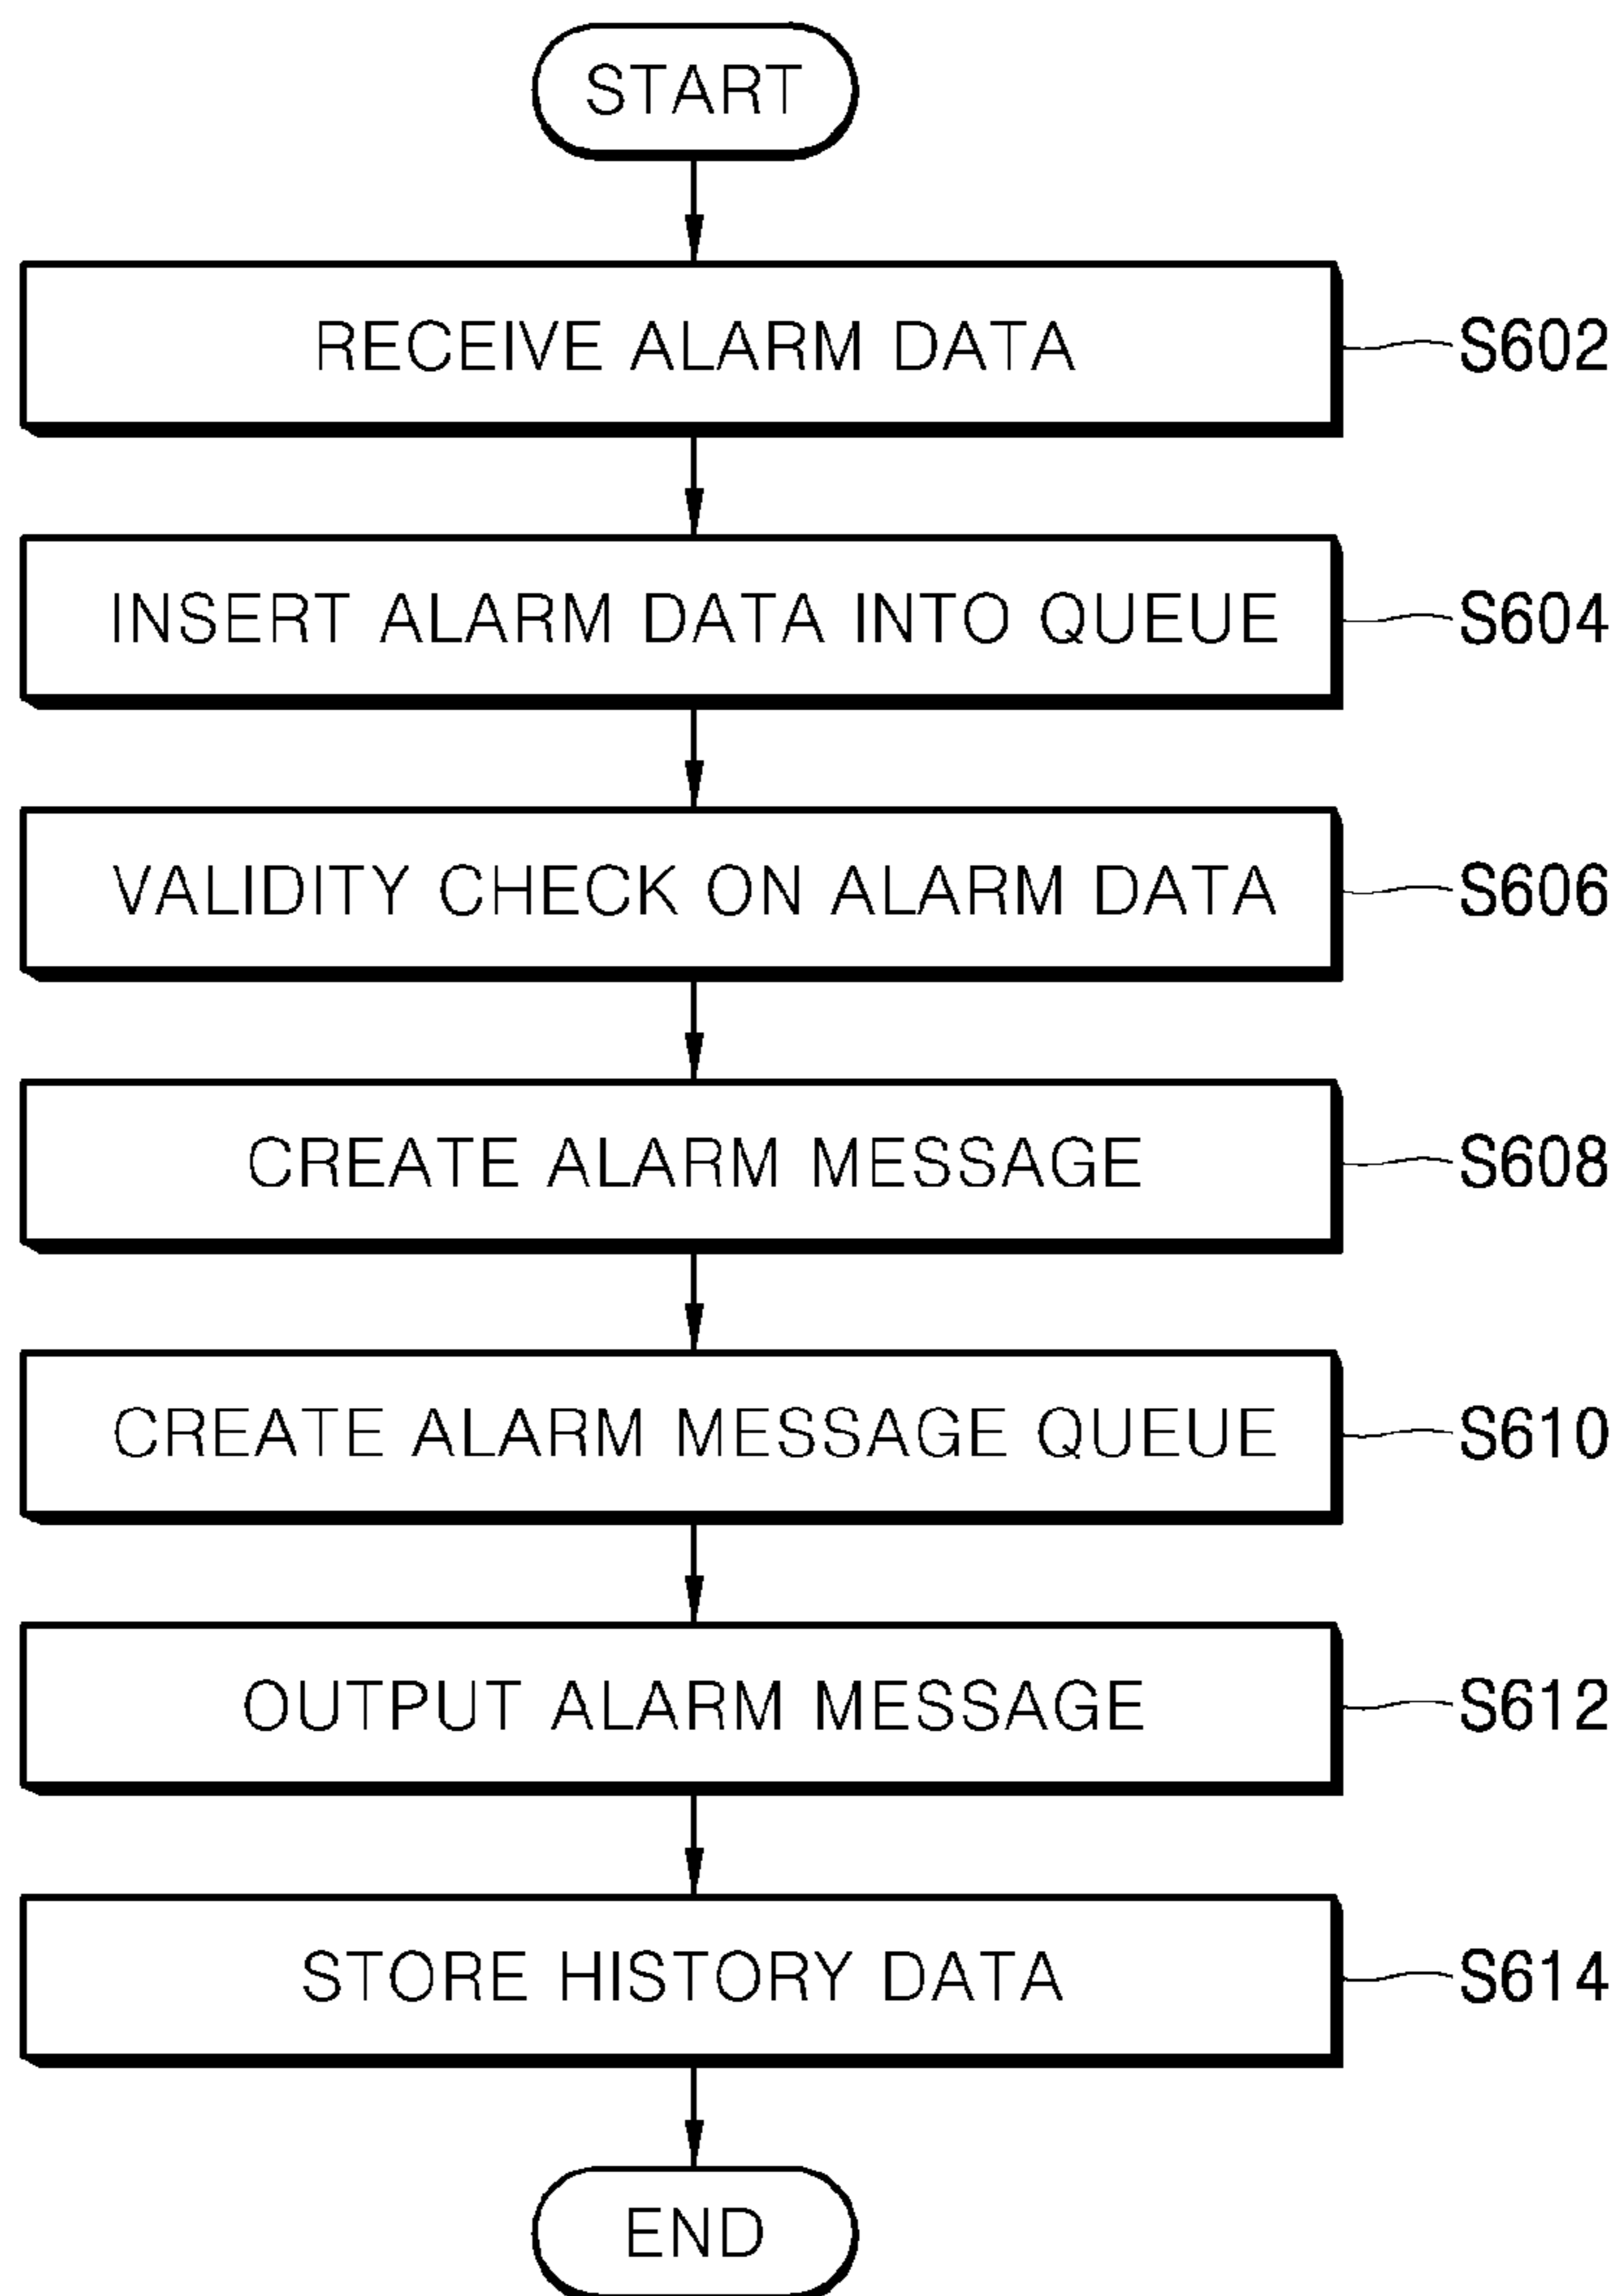 START
RECEIVE ALARM DATA
S602
INSERT ALARM DATA INTO QUEUE
S604
VALIDITY CHECK ON ALARM DATA
S606
CREATE ALARM MESSAGE
S608
CREATE ALARM MESSAGE QUEUE
S610
OUTPUT ALARM MESSAGE
S612
STORE HISTORY DATA
S614
END